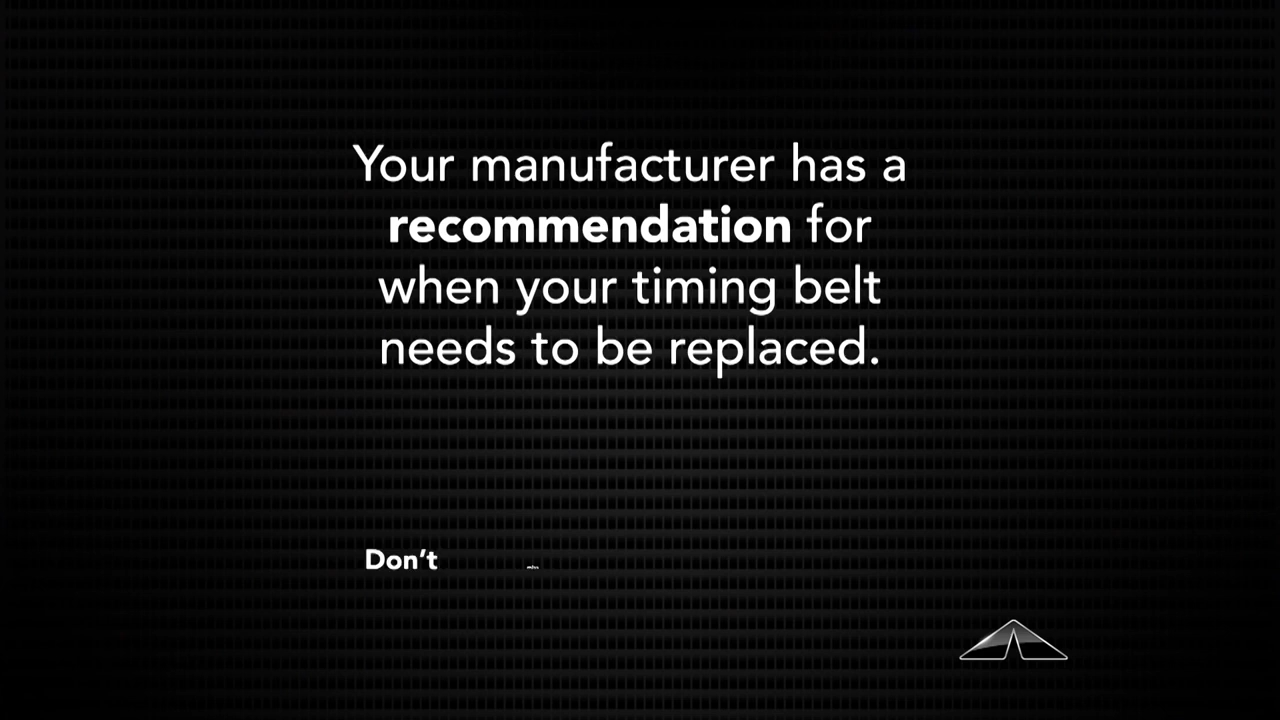 Your manufacturer has a
recommendation for
when your timing belt
needs to be replaced.
Don’t